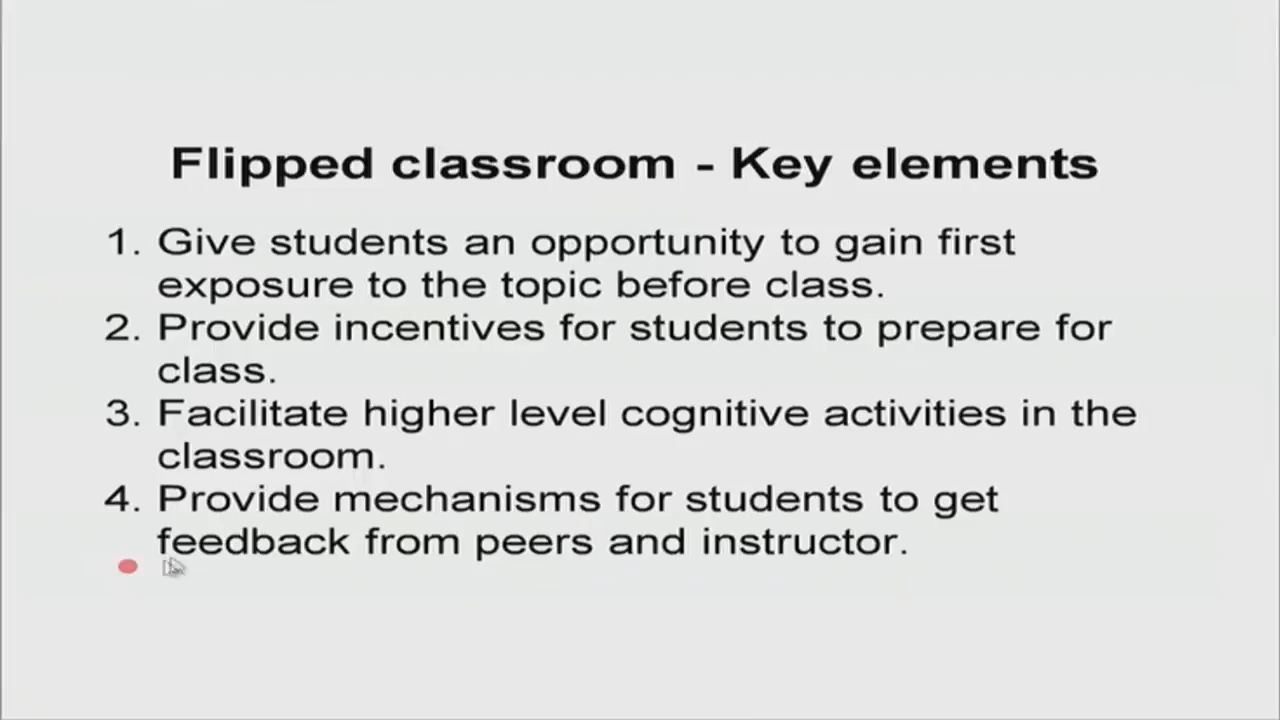 Flipped classroom - Key elements
1. Give students an opportunity to gain first
exposure to the topic before class.
2. Provide incentives for students to prepare for
class.
3. Facilitate higher level cognitive activities in the
classroom.
4. Provide mechanisms for students to get
feedback from peers and instructor.